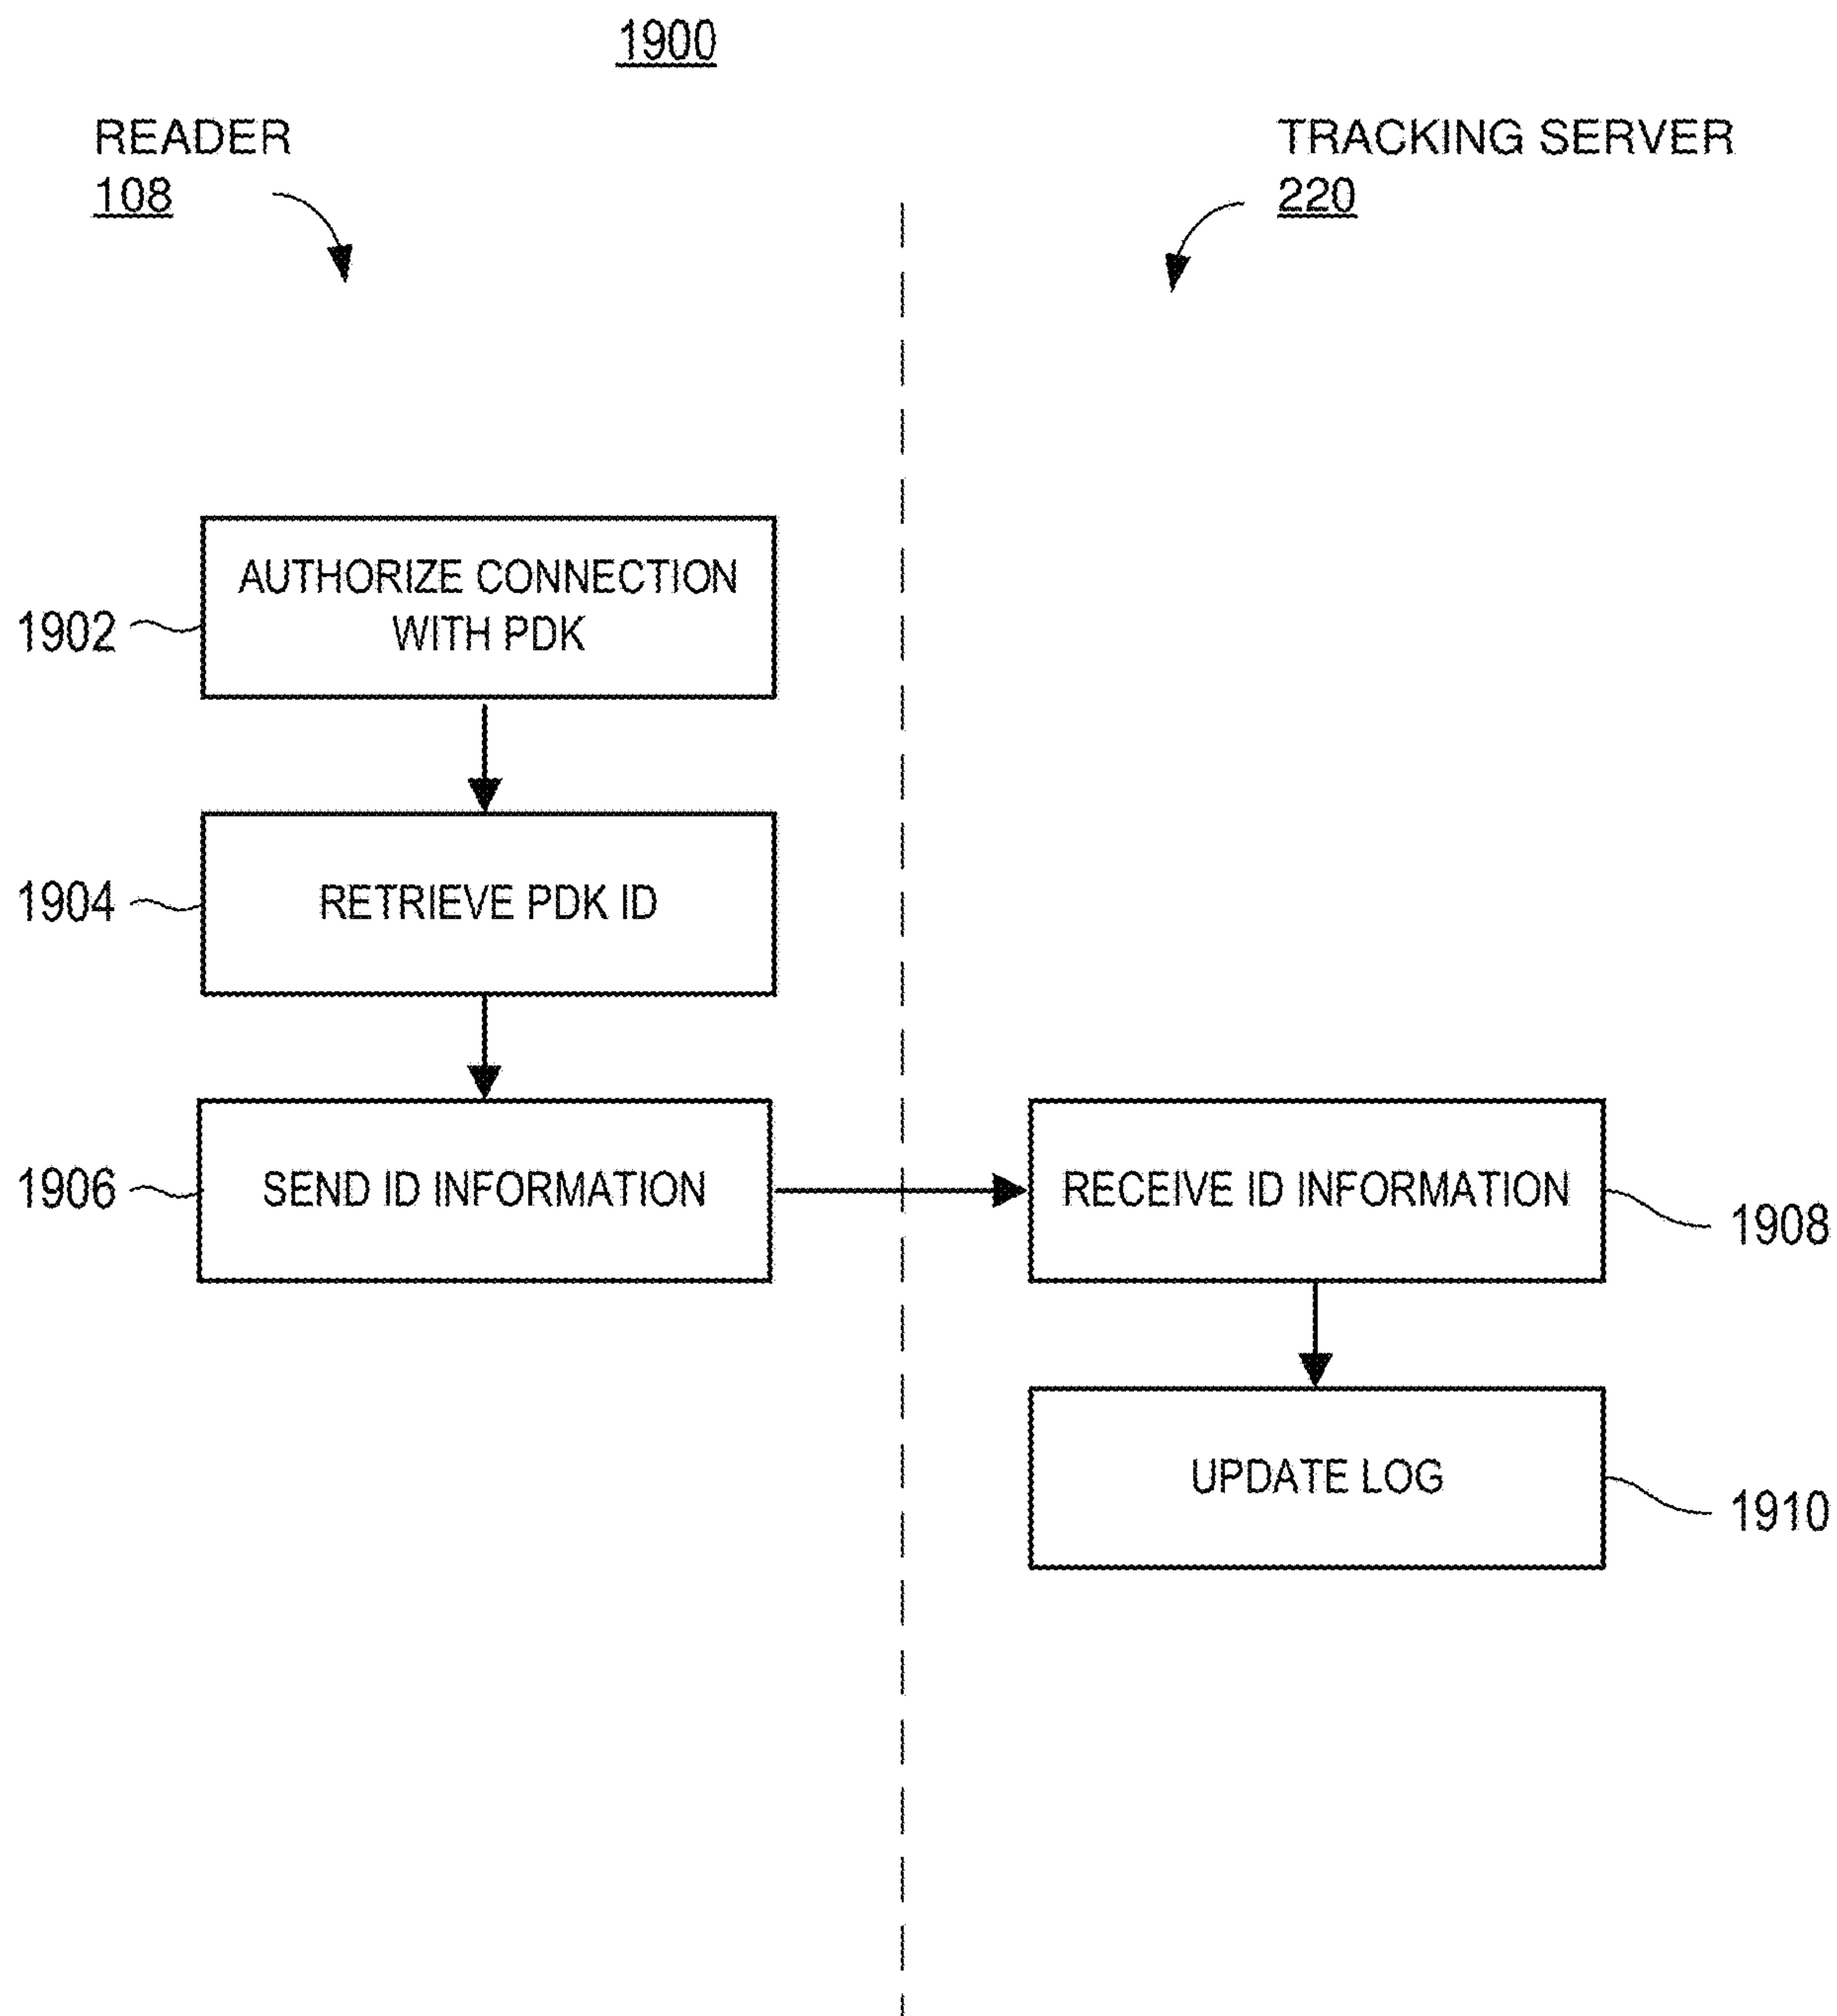 1900
READER
108
TRACKING SERVER
220
AUTHORIZE CONNECTION
WITH PDK
1902
RETRIEVE PDK ID
1904
SEND ID INFORMATION
1906
RECEIVE ID INFORMATION
1908
UPDATE LOG
1910